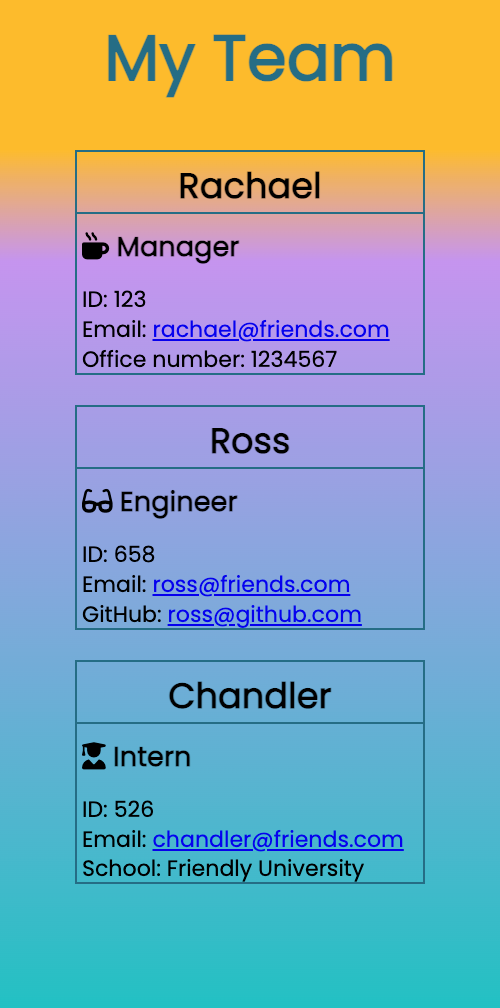 My Team
Rachael
Manager
ID: 123
Email: rachael@friends.com
Office number: 1234567
Ross
Engineer
ID: 658
Email: ross@friends.com
GitHub: ross@github.com
Chandler
Intern
ID: 526
Email: chandler@friends.com
School: Friendly University